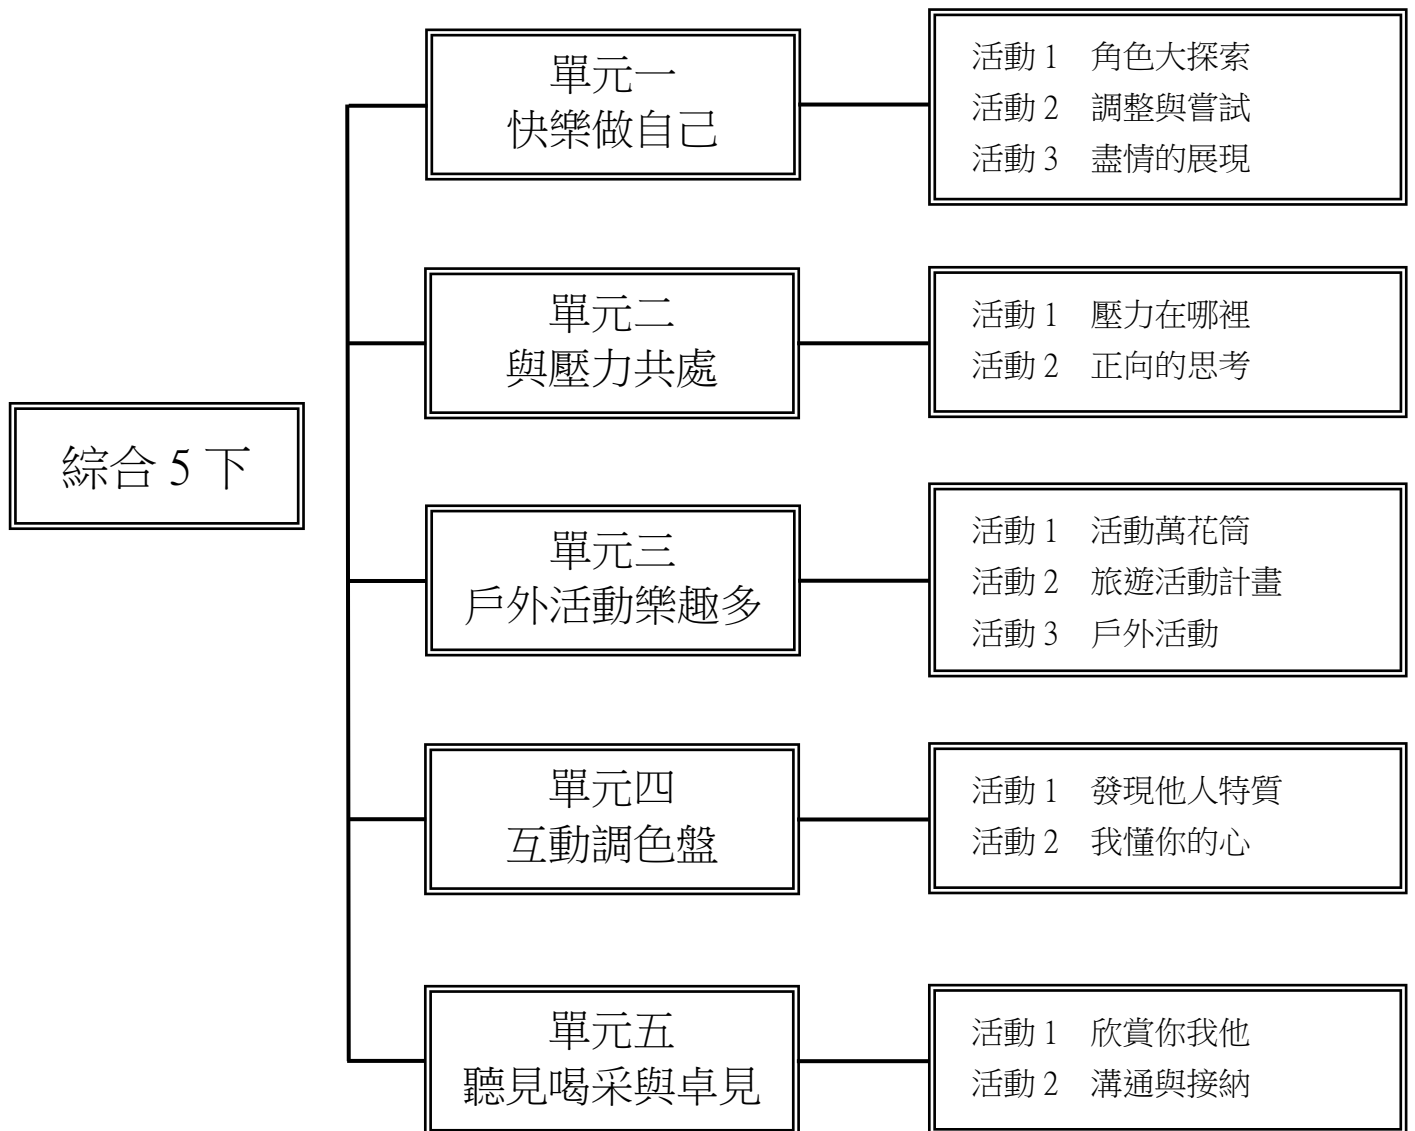 綜合 5 下
單元一
快樂做自己
活動 1 角色大探索
活動 2 調整與嘗試
活動 3 盡情的展現
單元二
與壓力共處
活動 1 壓力在哪裡
活動 2 正向的思考
單元三
戶外活動樂趣多
活動 1 活動萬花筒
活動 2 旅遊活動計畫
活動 3 戶外活動
單元四
互動調色盤
活動 1 發現他人特質
活動 2 我懂你的心
單元五
聽見喝采與卓見
活動 1 欣賞你我他
活動 2 溝通與接納